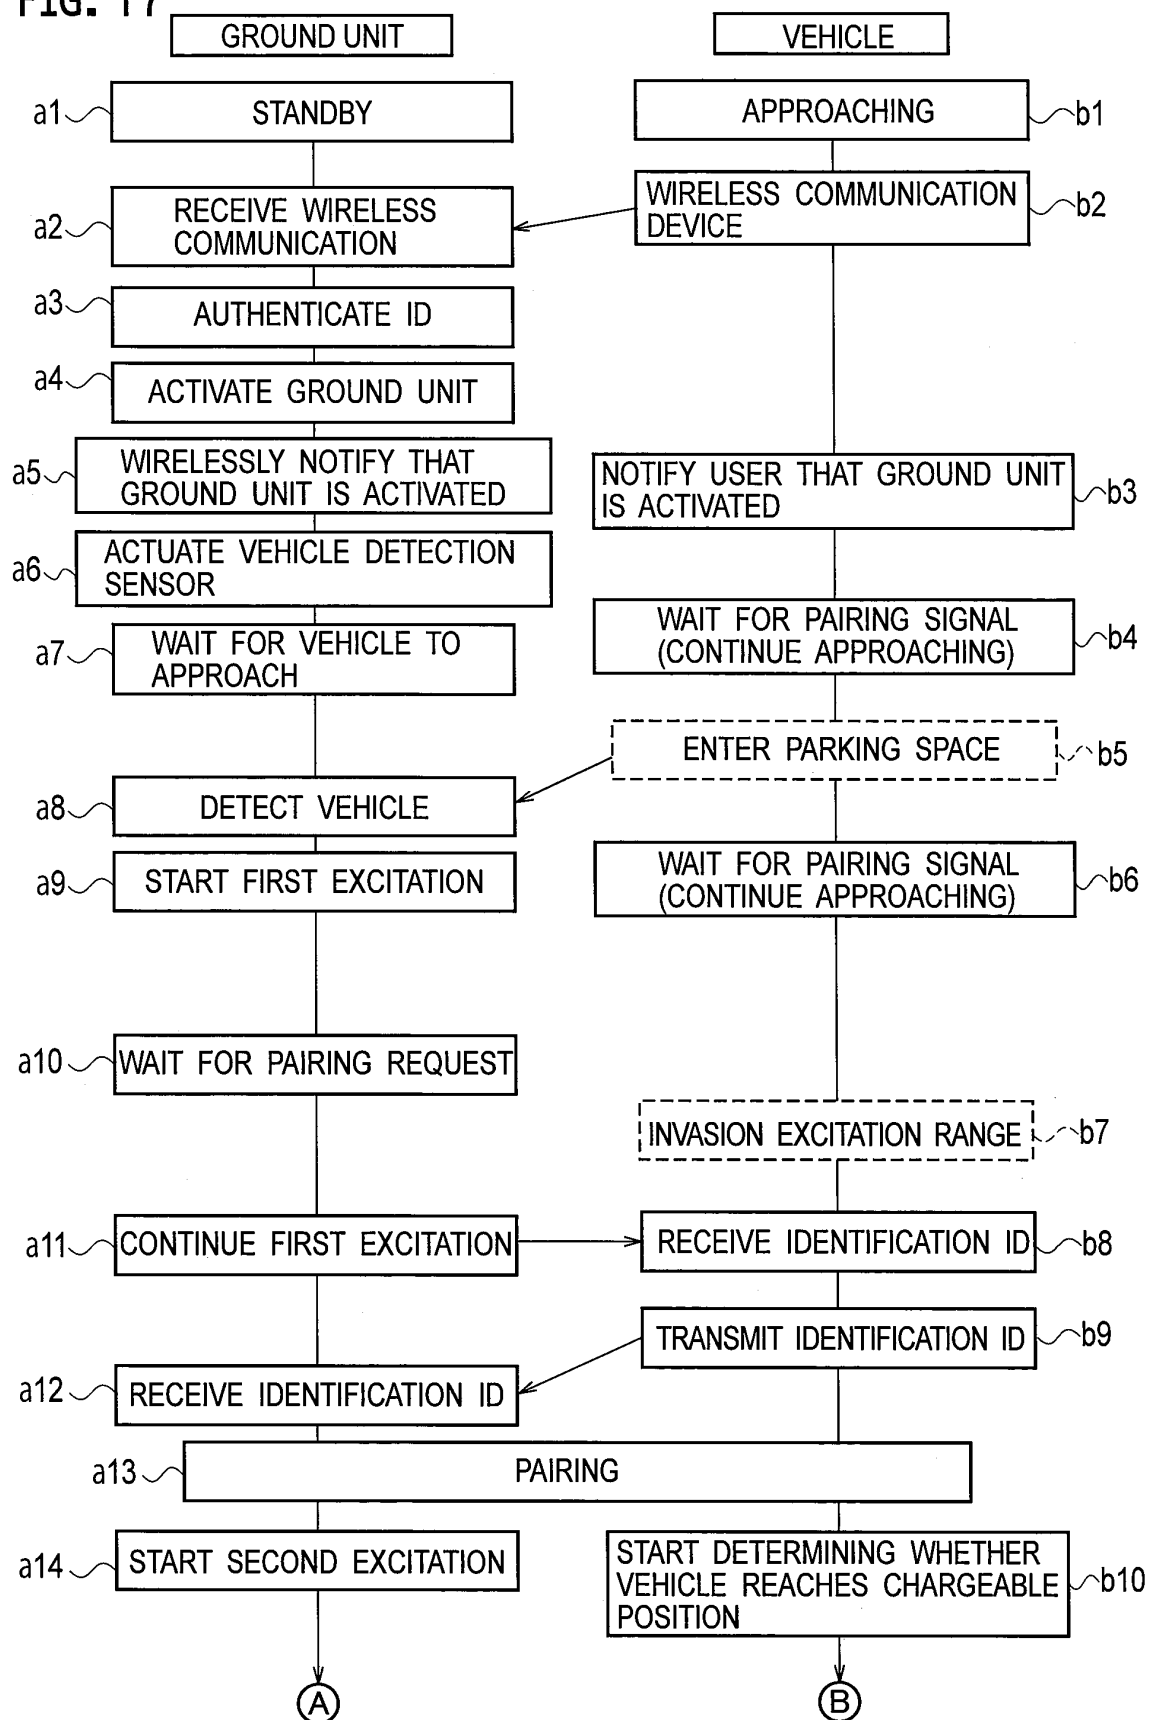 FIG. 17
GROUND UNIT
VEHICLE
a1
STANDBY
APPROACHING
b1
a2
RECEIVE WIRELESS
COMMUNICATION
WIRELESS COMMUNICATION
DEVICE
b2
a3
AUTHENTICATE ID
a4
ACTIVATE GROUND UNIT
a5
WIRELESSLY NOTIFY THAT
GROUND UNIT IS ACTIVATED
NOTIFY USER THAT GROUND UNIT
IS ACTIVATED
b3
a6
ACTUATE VEHICLE DETECTION
SENSOR
a7
WAIT FOR VEHICLE TO
APPROACH
WAIT FOR PAIRING SIGNAL
(CONTINUE APPROACHING)
b4
ENTER PARKING SPACE
b5
a8
DETECT VEHICLE
a9
START FIRST EXCITATION
WAIT FOR PAIRING SIGNAL
(CONTINUE APPROACHING)
b6
a10
WAIT FOR PAIRING REQUEST
INVASION EXCITATION RANGE
b7
a11
CONTINUE FIRST EXCITATION
RECEIVE IDENTIFICATION ID
b8
TRANSMIT IDENTIFICATION ID
b9
a12
RECEIVE IDENTIFICATION ID
a13
PAIRING
a14
START SECOND EXCITATION
START DETERMINING WHETHER
VEHICLE REACHES CHARGEABLE
POSITION
b10
A
B